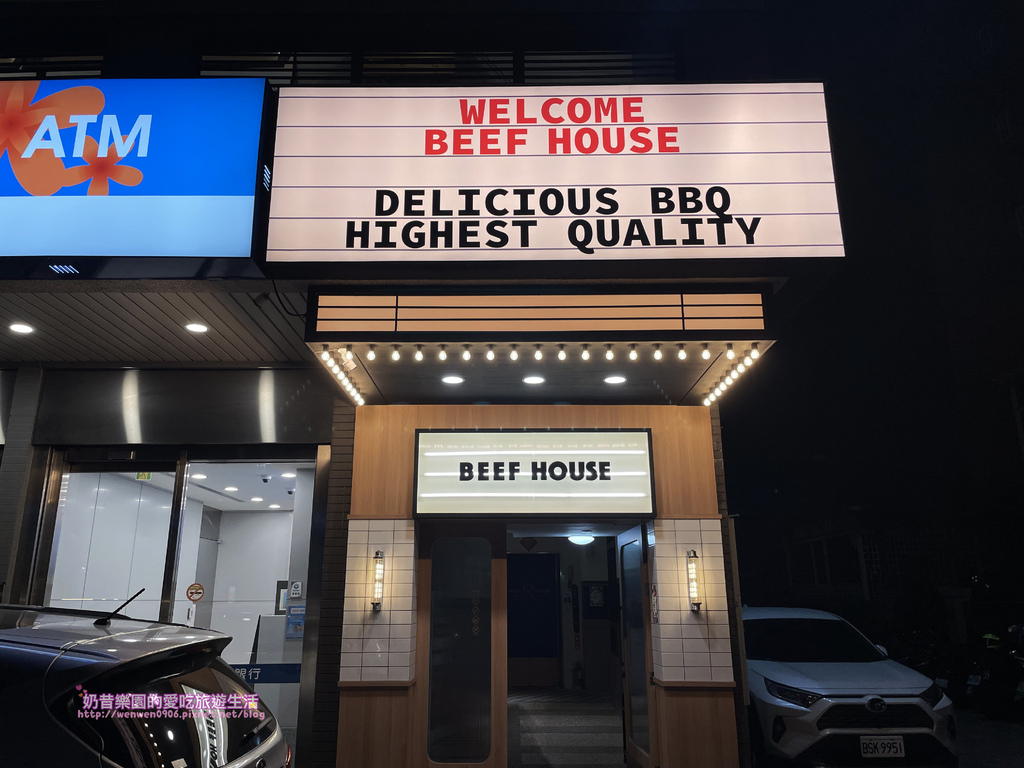 ATM
WELCOME
BEEF HOUSE
DELICIOUS BBQ
HIGHEST QUALITY
BEEF HOUSE
銀行
BSK 9951
奶昔樂園的愛吃旅遊生活
http://wenwen0906.pixnet.net/blog